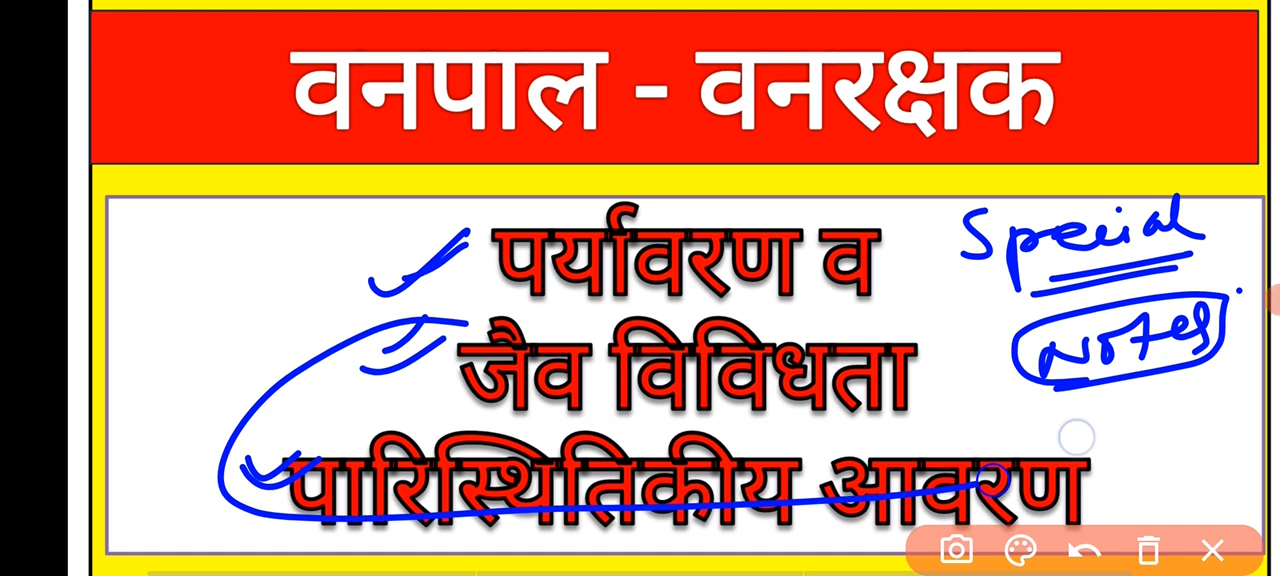 वनपाल - वनरक्षक
पर्यावरण व
जैव विविधता
पारिस्थितिकीय आवरण
Special
Notes